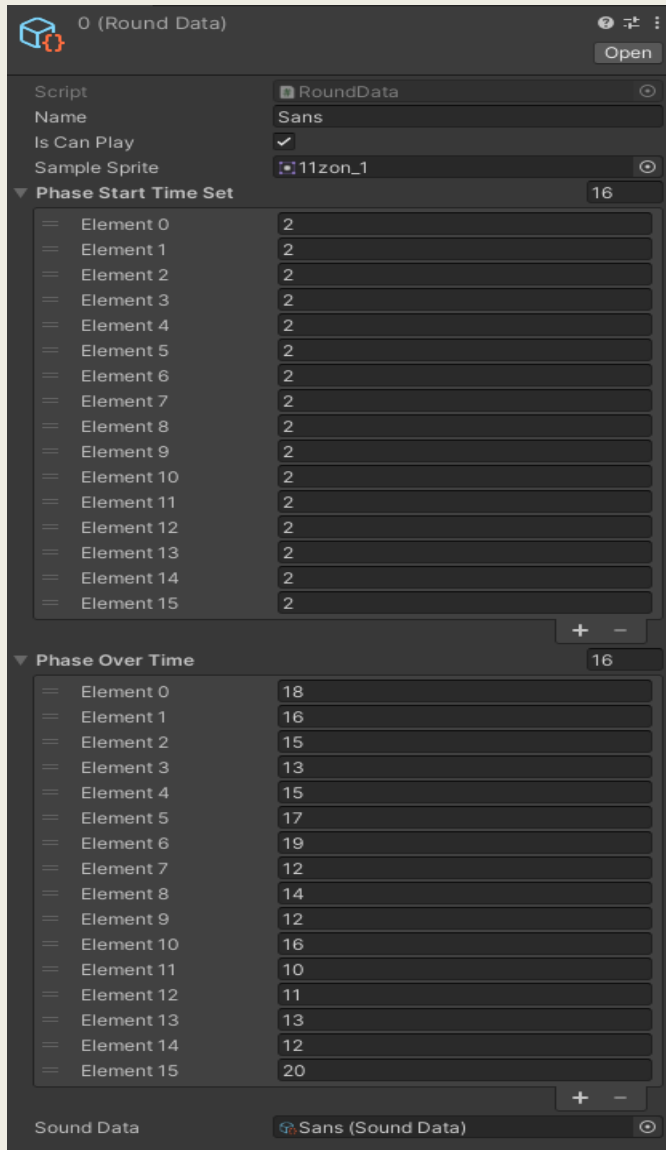 0 (Round Data)
Open
Script RoundData
Name Sans
Is Can Play
Sample Sprite 11zon_1
Phase Start Time Set 16
Element 0 2
Element 1 2
Element 2 2
Element 3 2
Element 4 2
Element 5 2
Element 6 2
Element 7 2
Element 8 2
Element 9 2
Element 10 2
Element 11 2
Element 12 2
Element 13 2
Element 14 2
Element 15 2
+ −
Phase Over Time 16
Element 0 18
Element 1 16
Element 2 15
Element 3 13
Element 4 15
Element 5 17
Element 6 19
Element 7 12
Element 8 14
Element 9 12
Element 10 16
Element 11 10
Element 12 11
Element 13 13
Element 14 12
Element 15 20
+ −
Sound Data Sans (Sound Data)